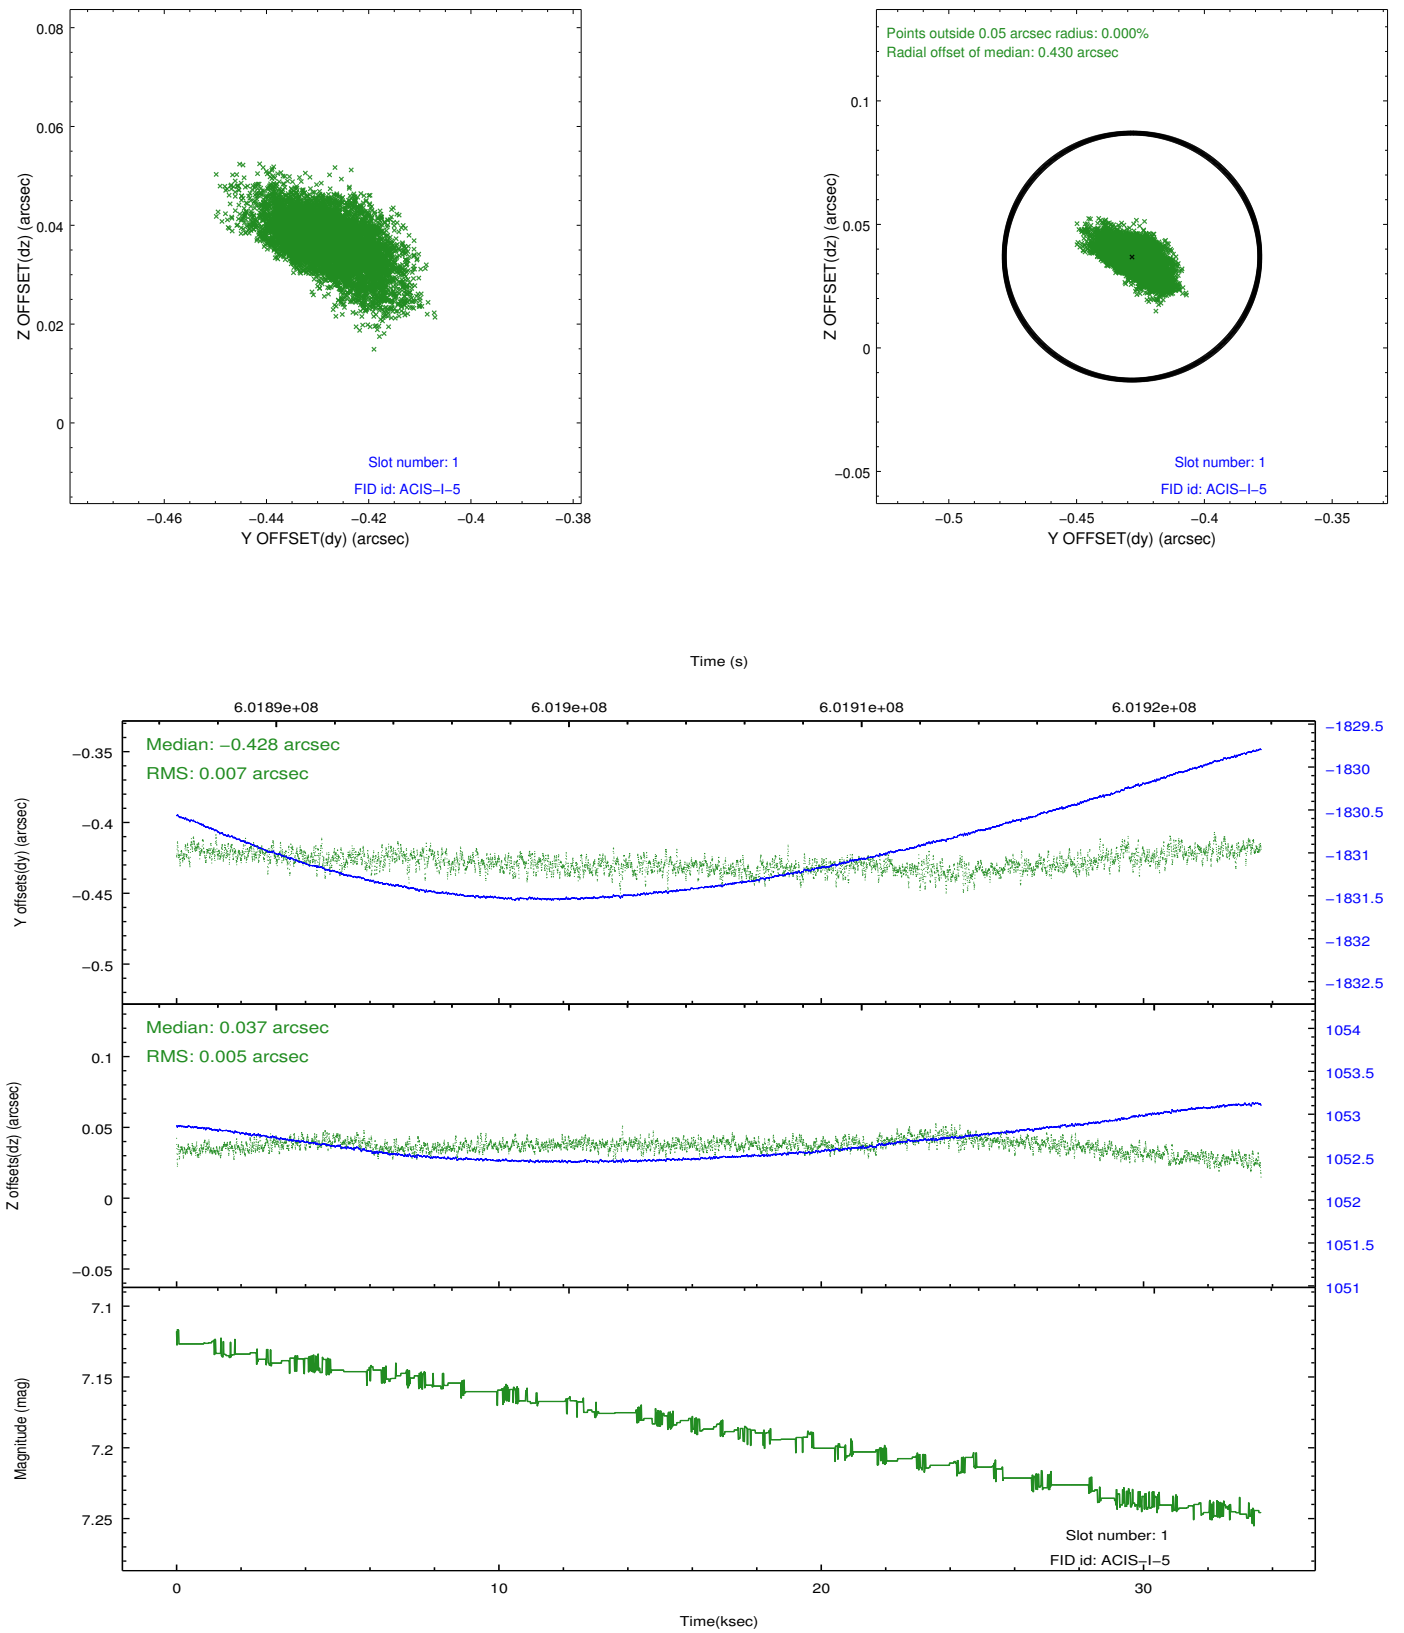 0.08
0.06
0.04
0.02
0
Z OFFSET(dz) (arcsec)
−0.46 −0.44 −0.42 −0.4 −0.38
Y OFFSET(dy) (arcsec)
Slot number: 1
FID id: ACIS−I−5
Points outside 0.05 arcsec radius: 0.000%
Radial offset of median: 0.430 arcsec
0.1
0.05
0
−0.05
Z OFFSET(dz) (arcsec)
−0.5 −0.45 −0.4 −0.35
Y OFFSET(dy) (arcsec)
Slot number: 1
FID id: ACIS−I−5
Time (s)
6.0189e+08 6.019e+08 6.0191e+08 6.0192e+08
Median: −0.428 arcsec
RMS: 0.007 arcsec
−0.35
−0.4
−0.45
−0.5
Y offsets(dy) (arcsec)
−1829.5
−1830
−1830.5
−1831
−1831.5
−1832
−1832.5
Median: 0.037 arcsec
RMS: 0.005 arcsec
0.1
0.05
0
−0.05
Z offsets(dz) (arcsec)
1054
1053.5
1053
1052.5
1052
1051.5
1051
7.1
7.15
7.2
7.25
Magnitude (mag)
Slot number: 1
FID id: ACIS−I−5
0 10 20 30
Time(ksec)